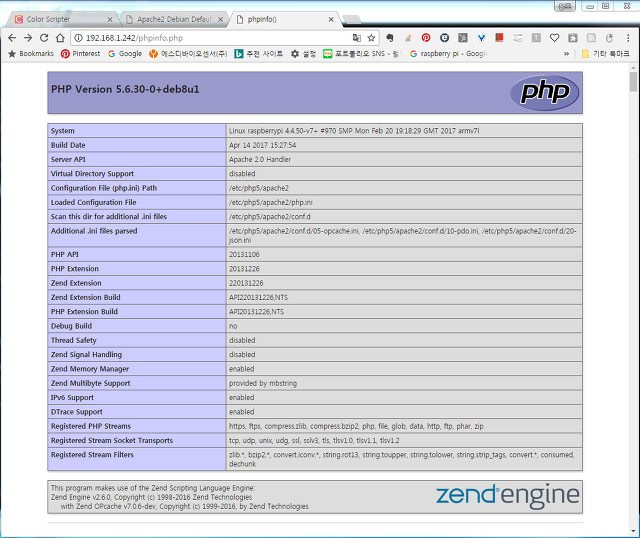 Color Scripter
Apache2 Debian Defaul
phpinfo()
192.168.1.242/phpinfo.php
Bookmarks
Pinterest
Google
에스디바이오센서(주)
추천 사이트
설정
포트폴리오 SNS - 웹
raspberry pi - Googl
»
기타 북마크
PHP Version 5.6.30-0+deb8u1
php
System Linux raspberrypi 4.4.50-v7+ #970 SMP Mon Feb 20 19:18:29 GMT 2017 armv7l
Build Date Apr 14 2017 15:27:54
Server API Apache 2.0 Handler
Virtual Directory Support disabled
Configuration File (php.ini) Path /etc/php5/apache2
Loaded Configuration File /etc/php5/apache2/php.ini
Scan this dir for additional .ini files /etc/php5/apache2/conf.d
Additional .ini files parsed /etc/php5/apache2/conf.d/05-opcache.ini, /etc/php5/apache2/conf.d/10-pdo.ini, /etc/php5/apache2/conf.d/20-
json.ini
PHP API 20131106
PHP Extension 20131226
Zend Extension 220131226
Zend Extension Build API220131226,NTS
PHP Extension Build API20131226,NTS
Debug Build no
Thread Safety disabled
Zend Signal Handling disabled
Zend Memory Manager enabled
Zend Multibyte Support provided by mbstring
IPv6 Support enabled
DTrace Support enabled
Registered PHP Streams https, ftps, compress.zlib, compress.bzip2, php, file, glob, data, http, ftp, phar, zip
Registered Stream Socket Transports tcp, udp, unix, udg, ssl, sslv3, tls, tlsv1.0, tlsv1.1, tlsv1.2
Registered Stream Filters zlib.*, bzip2.*, convert.iconv.*, string.rot13, string.toupper, string.tolower, string.strip_tags, convert.*, consumed,
dechunk
This program makes use of the Zend Scripting Language Engine:
Zend Engine v2.6.0, Copyright (c) 1998-2016 Zend Technologies
with Zend OPcache v7.0.6-dev, Copyright (c) 1999-2016, by Zend Technologies
zend engine